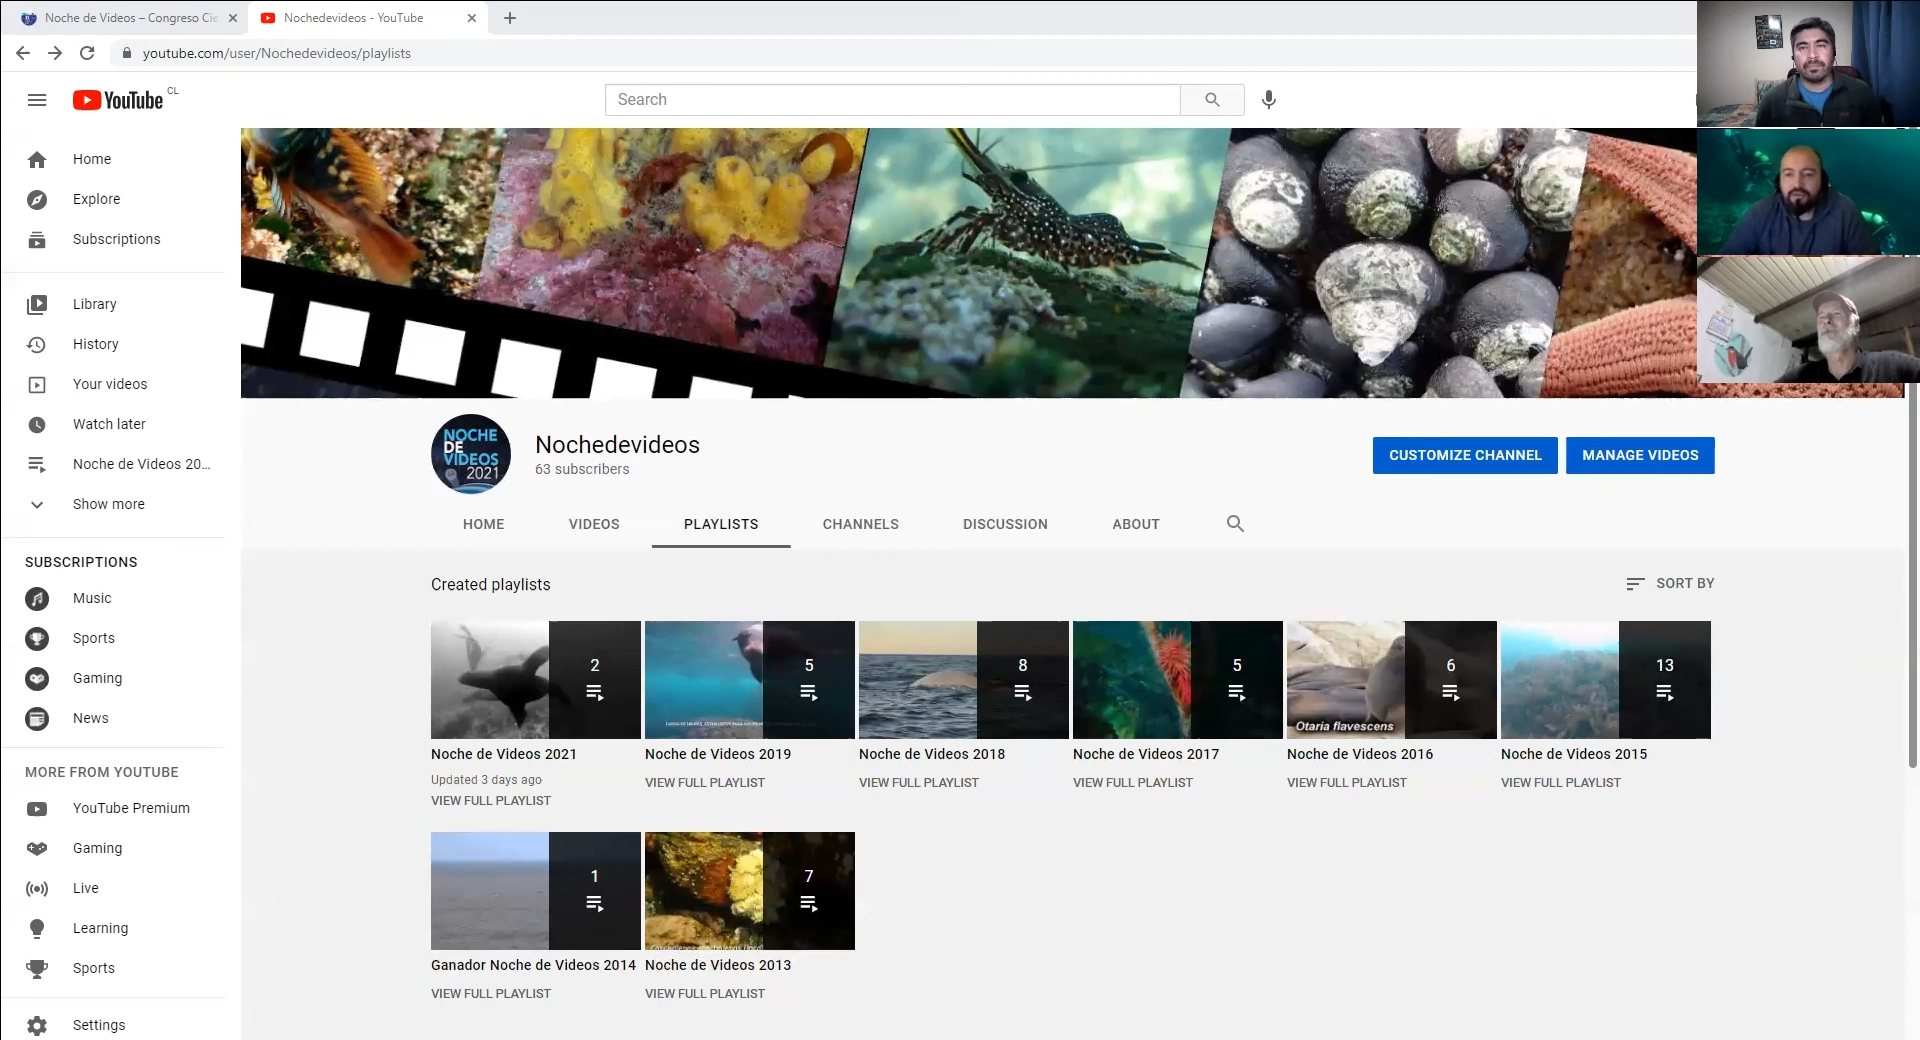 Noche de Videos – Congreso Cie
Nochedevideos - YouTube
youtube.com/user/Nochedevideos/playlists
YouTube CL
Search
Home
Explore
Subscriptions
Library
History
Your videos
Watch later
Noche de Videos 20...
Show more
SUBSCRIPTIONS
Music
Sports
Gaming
News
MORE FROM YOUTUBE
YouTube Premium
Gaming
Live
Learning
Sports
Settings
NOCHE
DE
VIDEOS
2021
Nochedevideos
63 subscribers
CUSTOMIZE CHANNEL
MANAGE VIDEOS
HOME
VIDEOS
PLAYLISTS
CHANNELS
DISCUSSION
ABOUT
Created playlists
SORT BY
2
5
8
5
6
13
Otaria flavescens
Noche de Videos 2021
Noche de Videos 2019
Noche de Videos 2018
Noche de Videos 2017
Noche de Videos 2016
Noche de Videos 2015
Updated 3 days ago
VIEW FULL PLAYLIST
VIEW FULL PLAYLIST
VIEW FULL PLAYLIST
VIEW FULL PLAYLIST
VIEW FULL PLAYLIST
VIEW FULL PLAYLIST
1
7
Ganador Noche de Videos 2014
Noche de Videos 2013
VIEW FULL PLAYLIST
VIEW FULL PLAYLIST